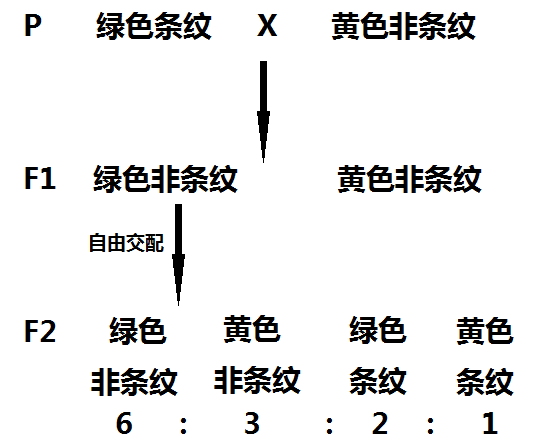 P 绿色条纹 X 黄色非条纹
F1 绿色非条纹 黄色非条纹
自由交配
F2 绿色 黄色 绿色 黄色
非条纹 非条纹 条纹 条纹
6 : 3 : 2 : 1